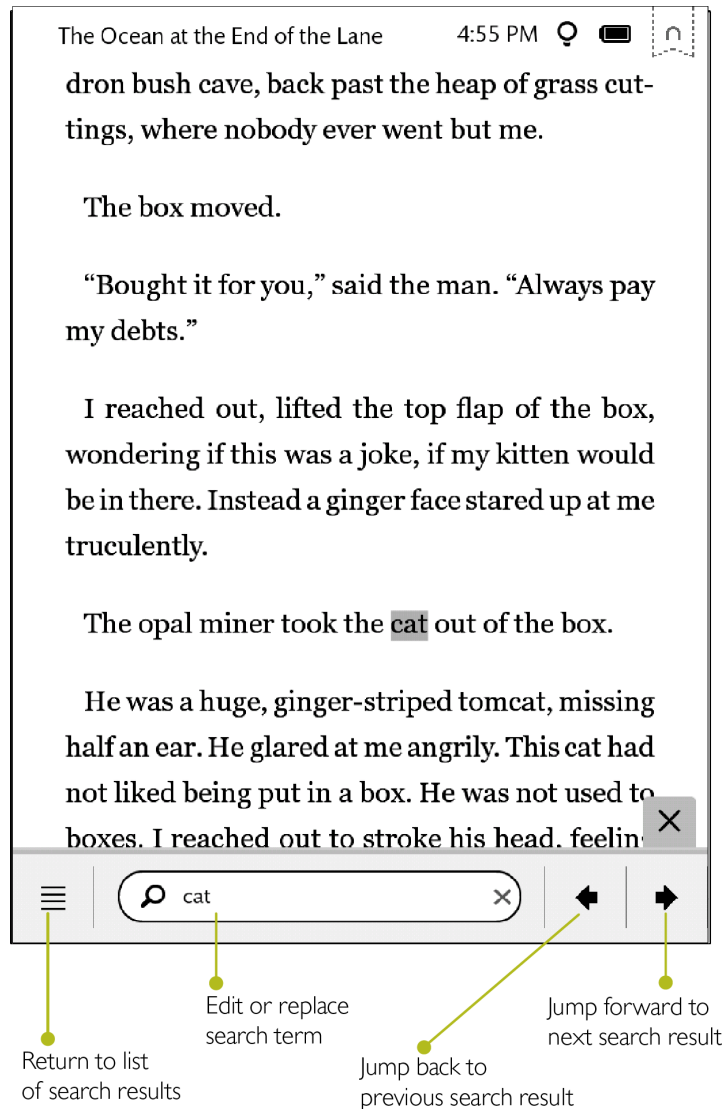 The Ocean at the End of the Lane 4:55 PM
dron bush cave, back past the heap of grass cut-
tings, where nobody ever went but me.
The box moved.
“Bought it for you,” said the man. “Always pay
my debts.”
I reached out, lifted the top flap of the box,
wondering if this was a joke, if my kitten would
be in there. Instead a ginger face stared up at me
truculently.
The opal miner took the cat out of the box.
He was a huge, ginger-striped tomcat, missing
half an ear. He glared at me angrily. This cat had
not liked being put in a box. He was not used to
boxes. I reached out to stroke his head, feelin
cat
Edit or replace
search term
Jump forward to
next search result
Return to list
of search results
Jump back to
previous search result